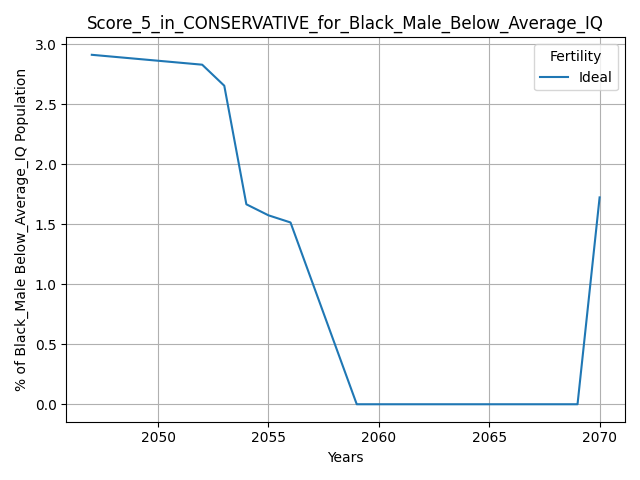 Score_5_in_CONSERVATIVE_for_Black_Male_Below_Average_IQ
Fertility
Ideal
% of Black_Male Below_Average_IQ Population
3.0
2.5
2.0
1.5
1.0
0.5
0.0
2050 2055 2060 2065 2070
Years